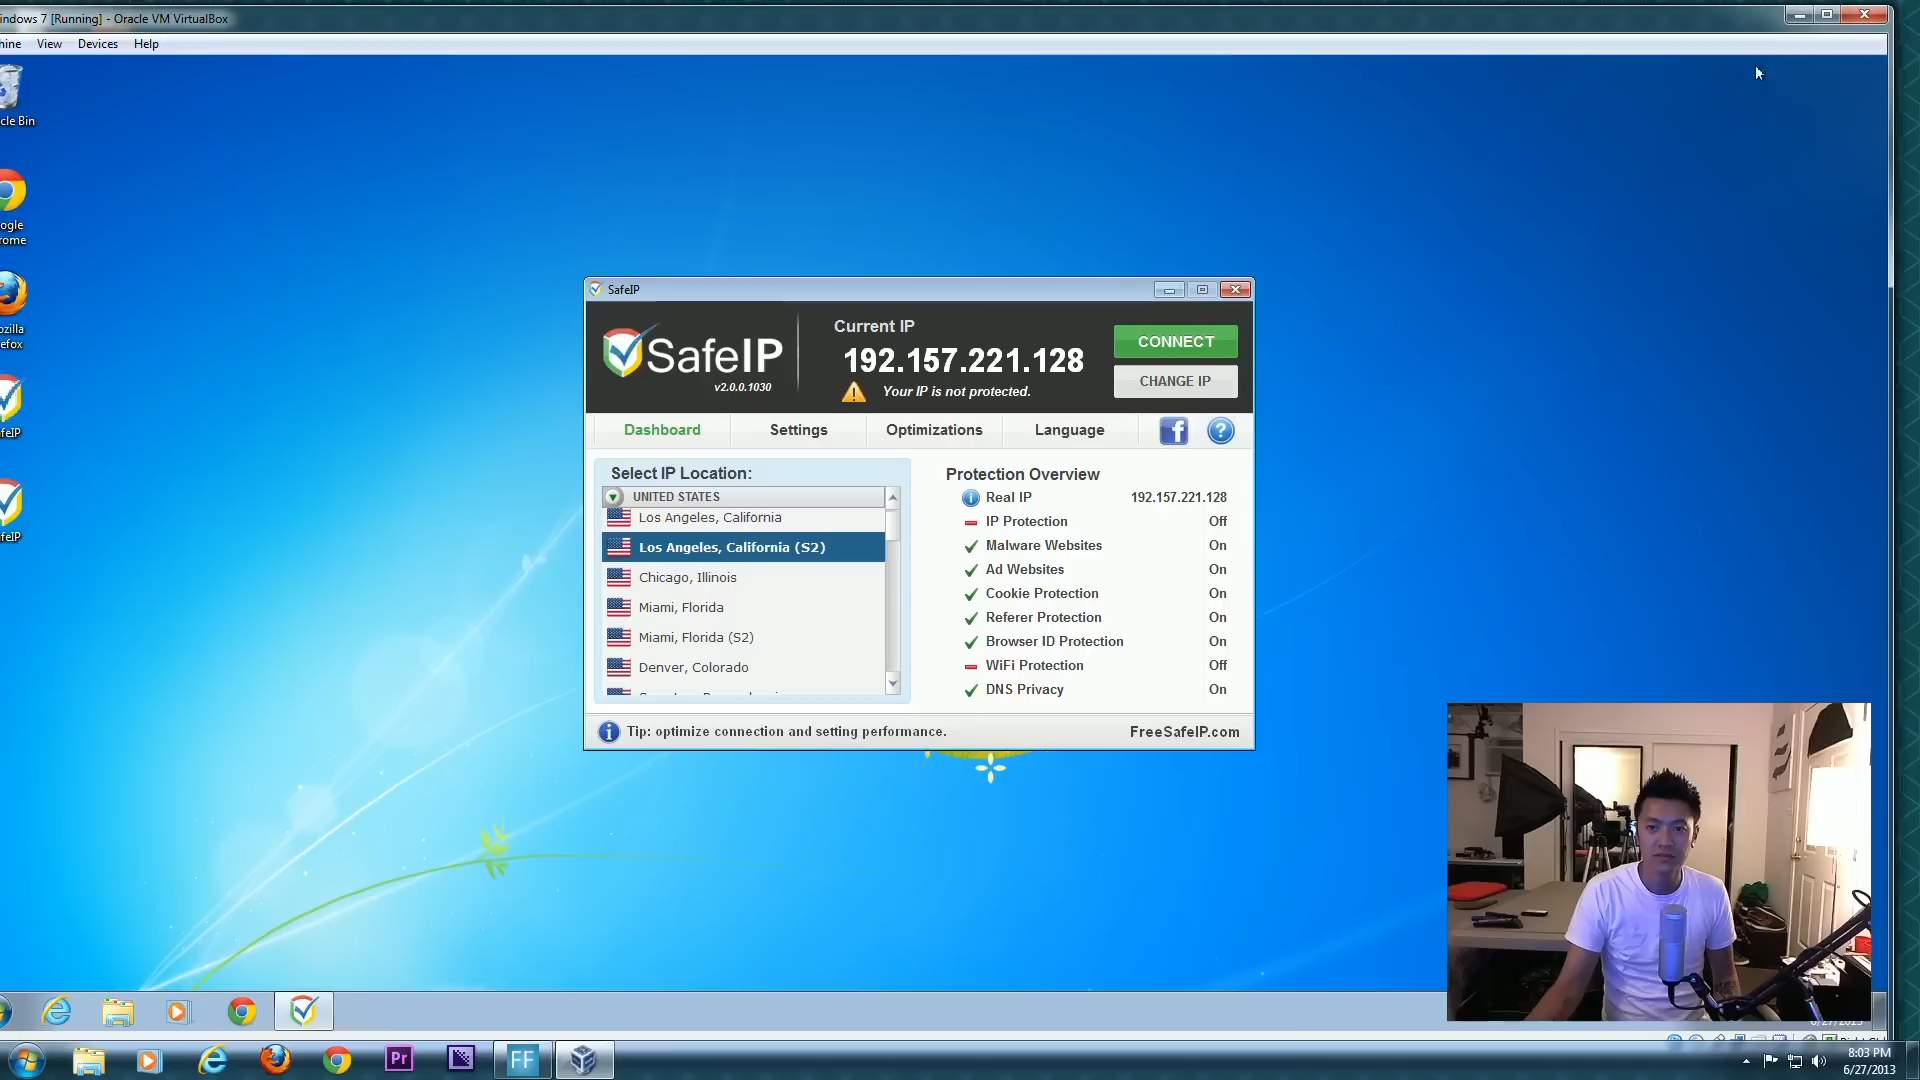 indows 7 [Running] - Oracle VM VirtualBox
hine View Devices Help
cle Bin
ogle
rome
ozilla
efox
feIP
feIP
SafeIP
SafeIP
v2.0.0.1030
Current IP
192.157.221.128
Your IP is not protected.
CONNECT
CHANGE IP
Dashboard Settings Optimizations Language
f ?
Select IP Location:
UNITED STATES
Los Angeles, California
Los Angeles, California (S2)
Chicago, Illinois
Miami, Florida
Miami, Florida (S2)
Denver, Colorado
Protection Overview
Real IP 192.157.221.128
IP Protection Off
Malware Websites On
Ad Websites On
Cookie Protection On
Referer Protection On
Browser ID Protection On
WiFi Protection Off
DNS Privacy On
Tip: optimize connection and setting performance.
FreeSafeIP.com
6/27/2013
Pr
FF
8:03 PM
6/27/2013